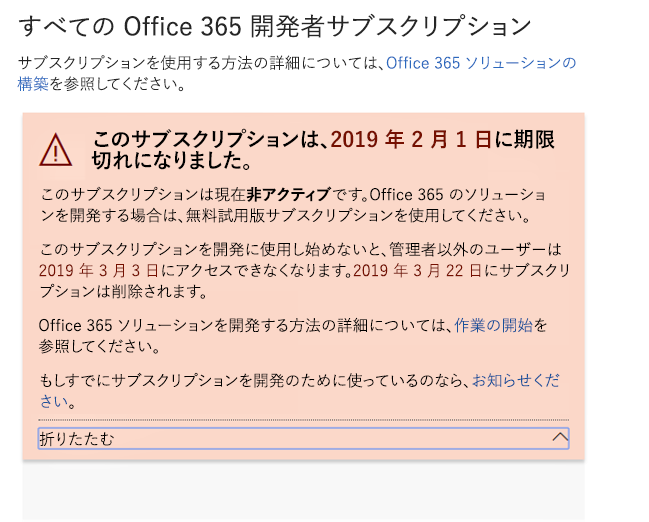 すべての Office 365 開発者サブスクリプション
サブスクリプションを使用する方法の詳細については、Office 365 ソリューションの
構築を参照してください。
このサブスクリプションは、2019 年 2 月 1 日に期限
切れになりました。
このサブスクリプションは現在非アクティブです。Office 365 のソリューショ
ンを開発する場合は、無料試用版サブスクリプションを使用してください。
このサブスクリプションを開発に使用し始めないと、管理者以外のユーザーは
2019 年 3 月 3 日にアクセスできなくなります。2019 年 3 月 22 日にサブスクリ
プションは削除されます。
Office 365 ソリューションを開発する方法の詳細については、作業の開始を
参照してください。
もしすでにサブスクリプションを開発のために使っているのなら、お知らせくだ
さい。
折りたたむ